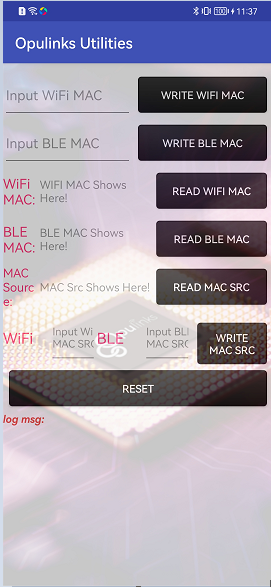 11:37
Opulinks Utilities
Input WiFi MAC
WRITE WIFI MAC
Input BLE MAC
WRITE BLE MAC
WiFi
MAC:
WIFI MAC Shows
Here!
READ WIFI MAC
BLE
MAC:
BLE MAC Shows
Here!
READ BLE MAC
MAC
Sourc
e:
MAC Src Shows Here!
READ MAC SRC
WiFi
Input Wi
MAC SRC
BLE
Input BL
MAC SRC
WRITE
MAC SRC
RESET
log msg: